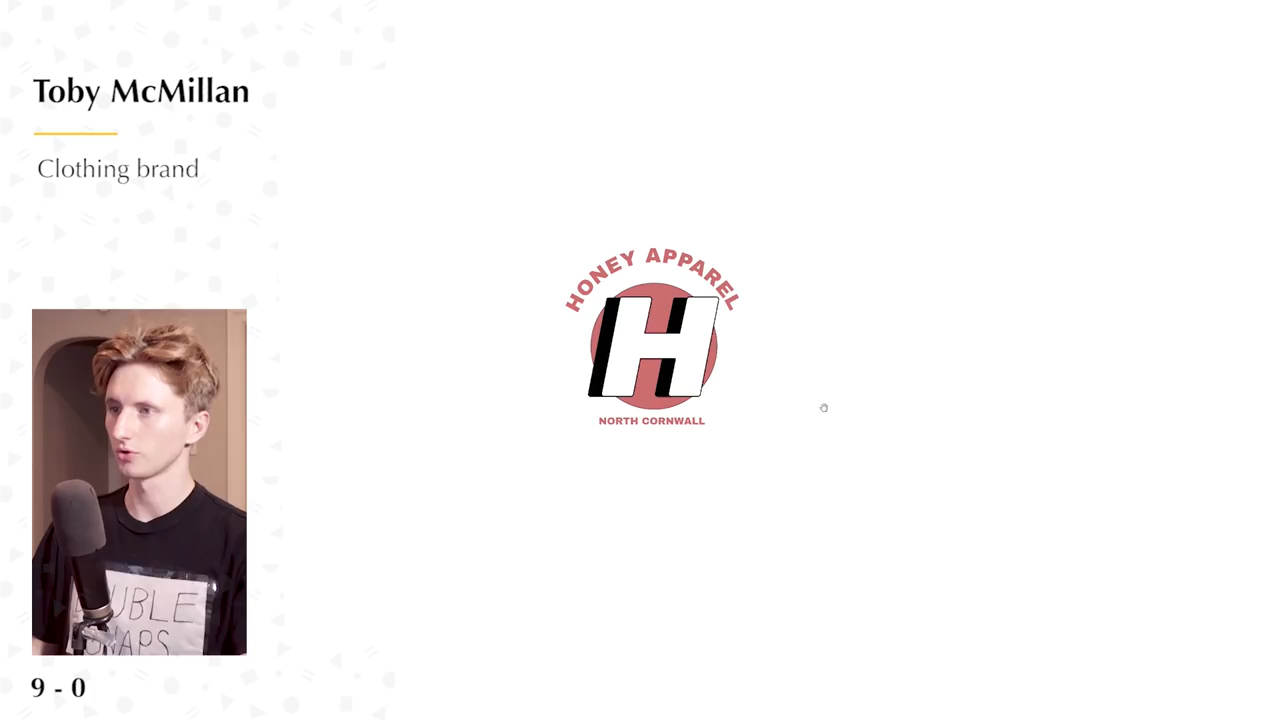 Toby McMillan
Clothing brand
HONEY APPAREL
H
NORTH CORNWALL
9 - 0